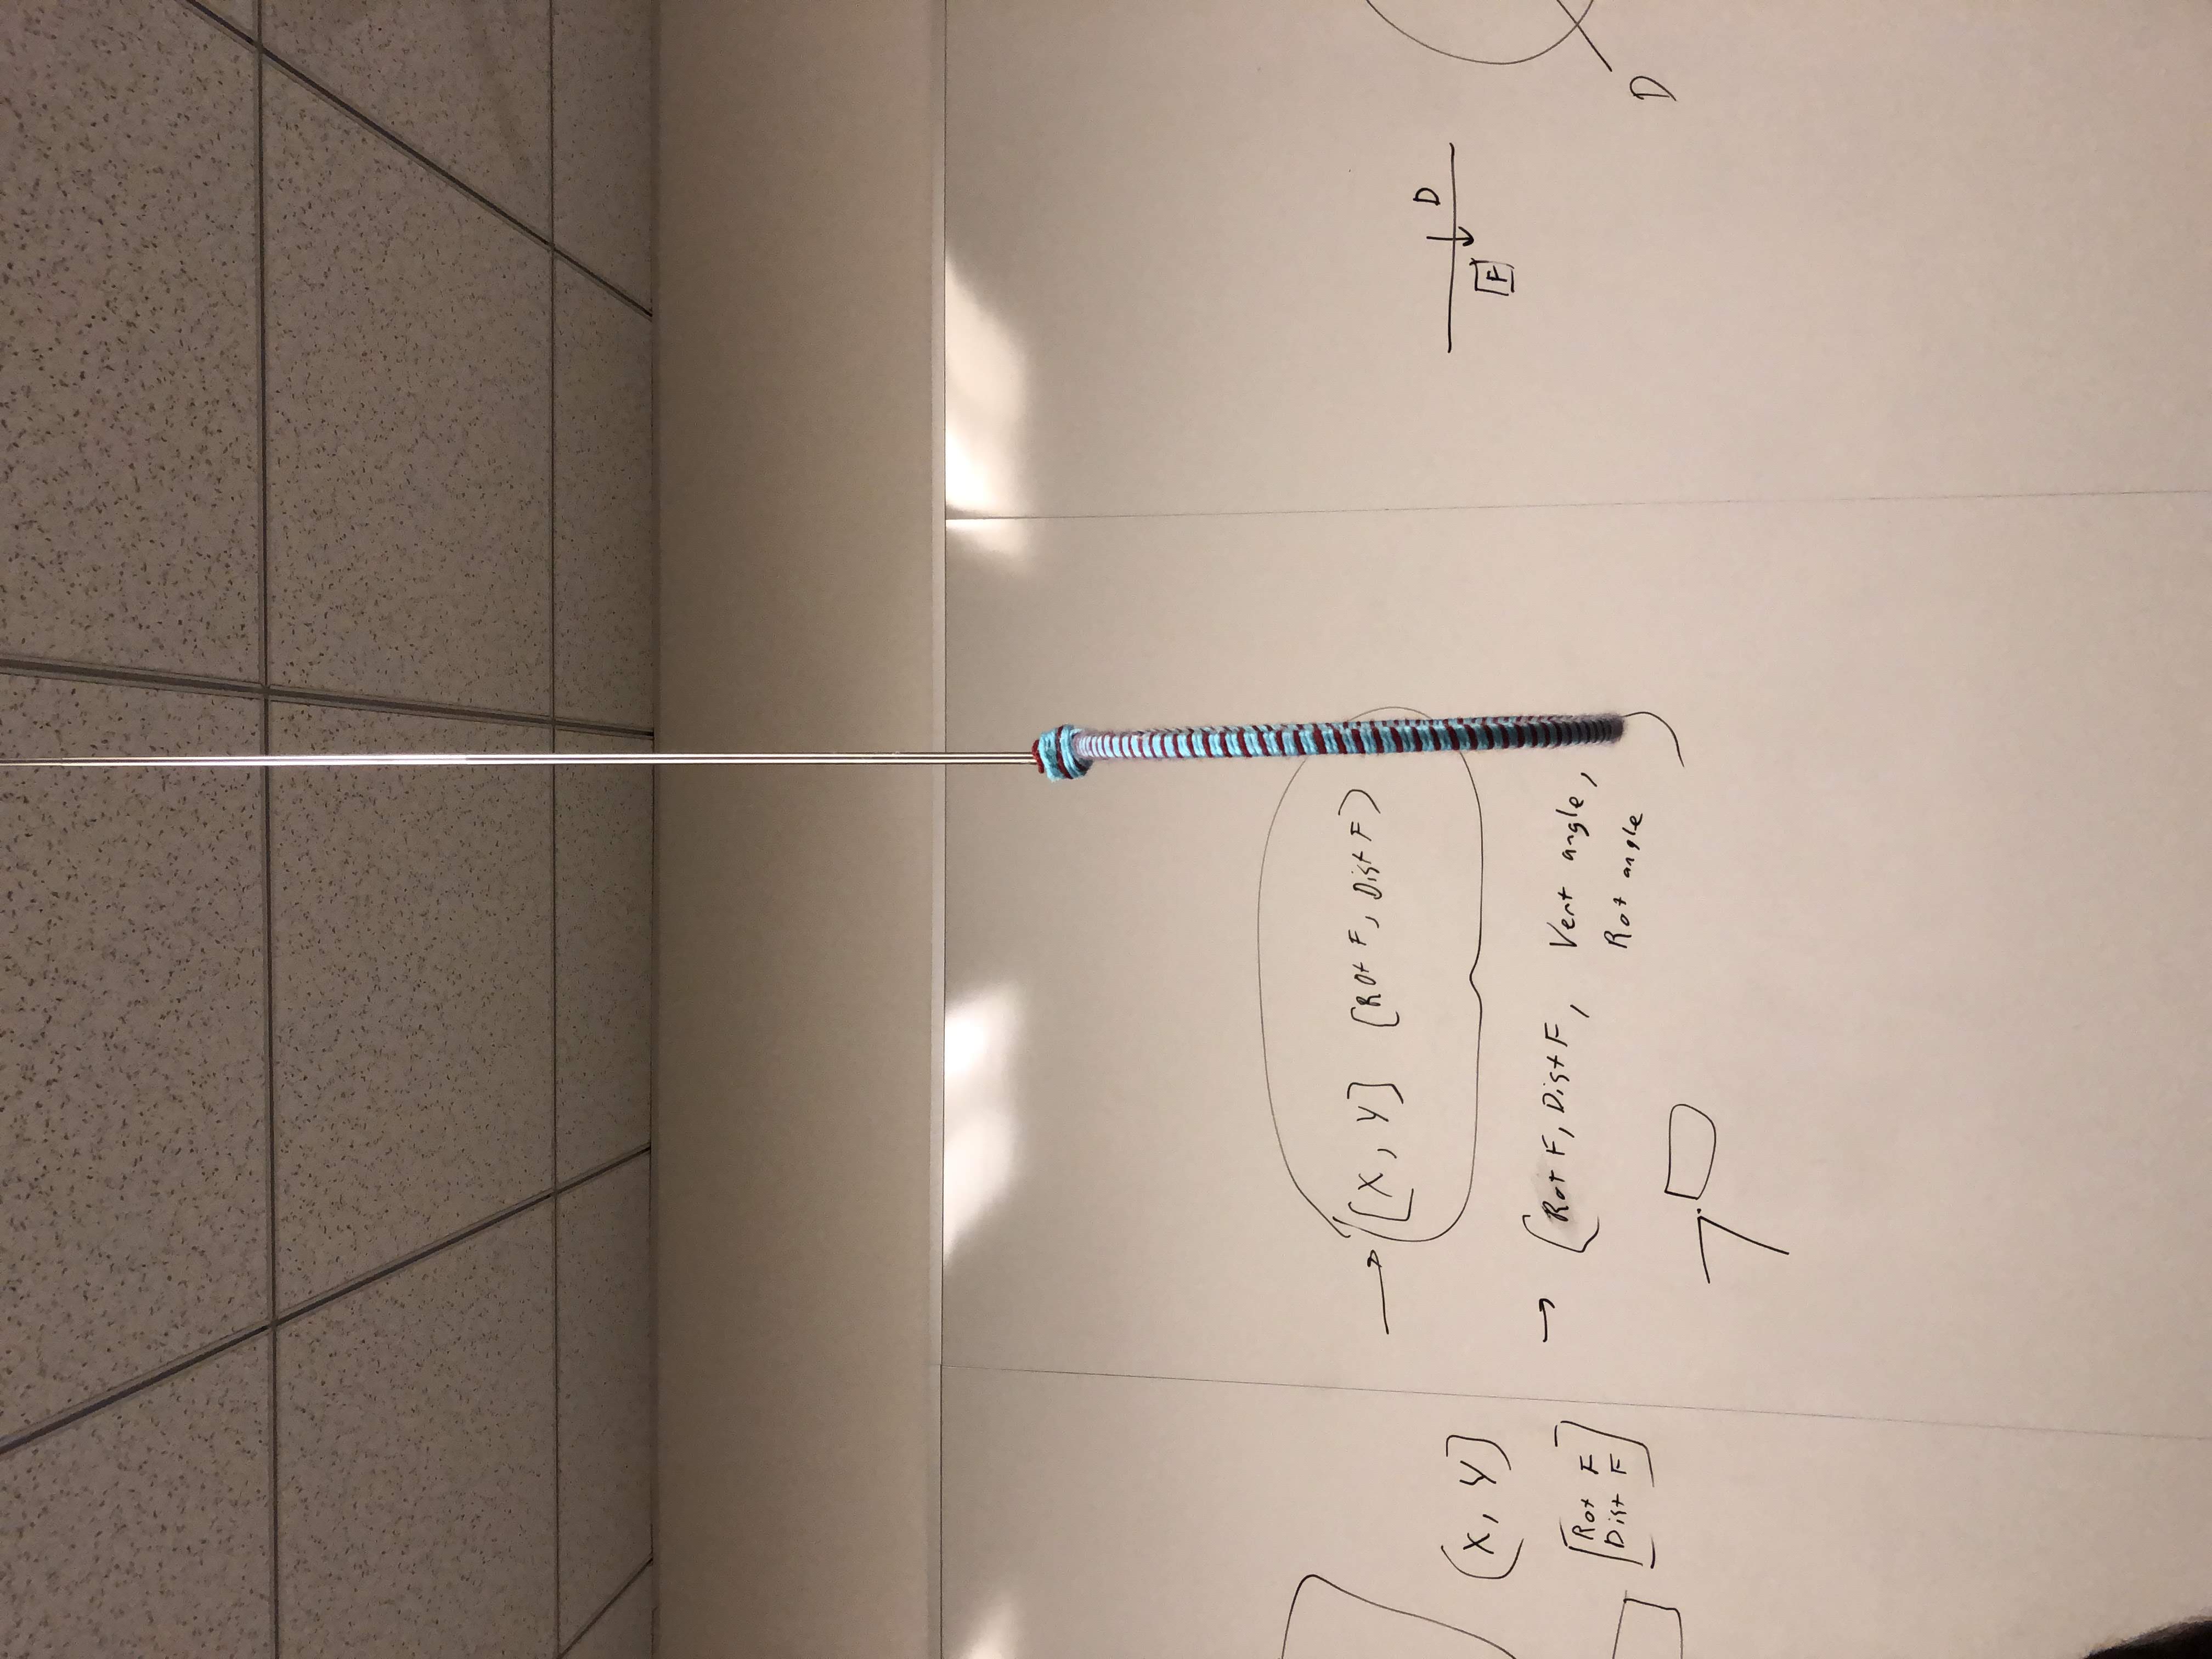 (X, Y]
[Rot F
Dist F]
→ [X, Y] [Rot F, Dist F)
→ [Rot F, Dist F, Vert angle,
Rot angle
D
F
D